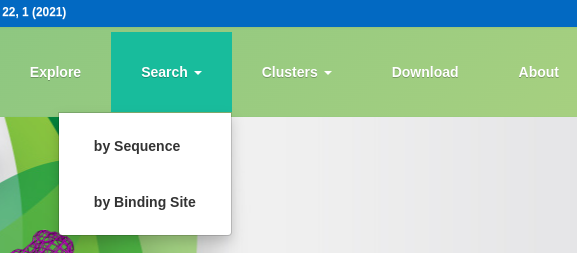 22, 1 (2021)
Explore Search Clusters Download About
by Sequence
by Binding Site